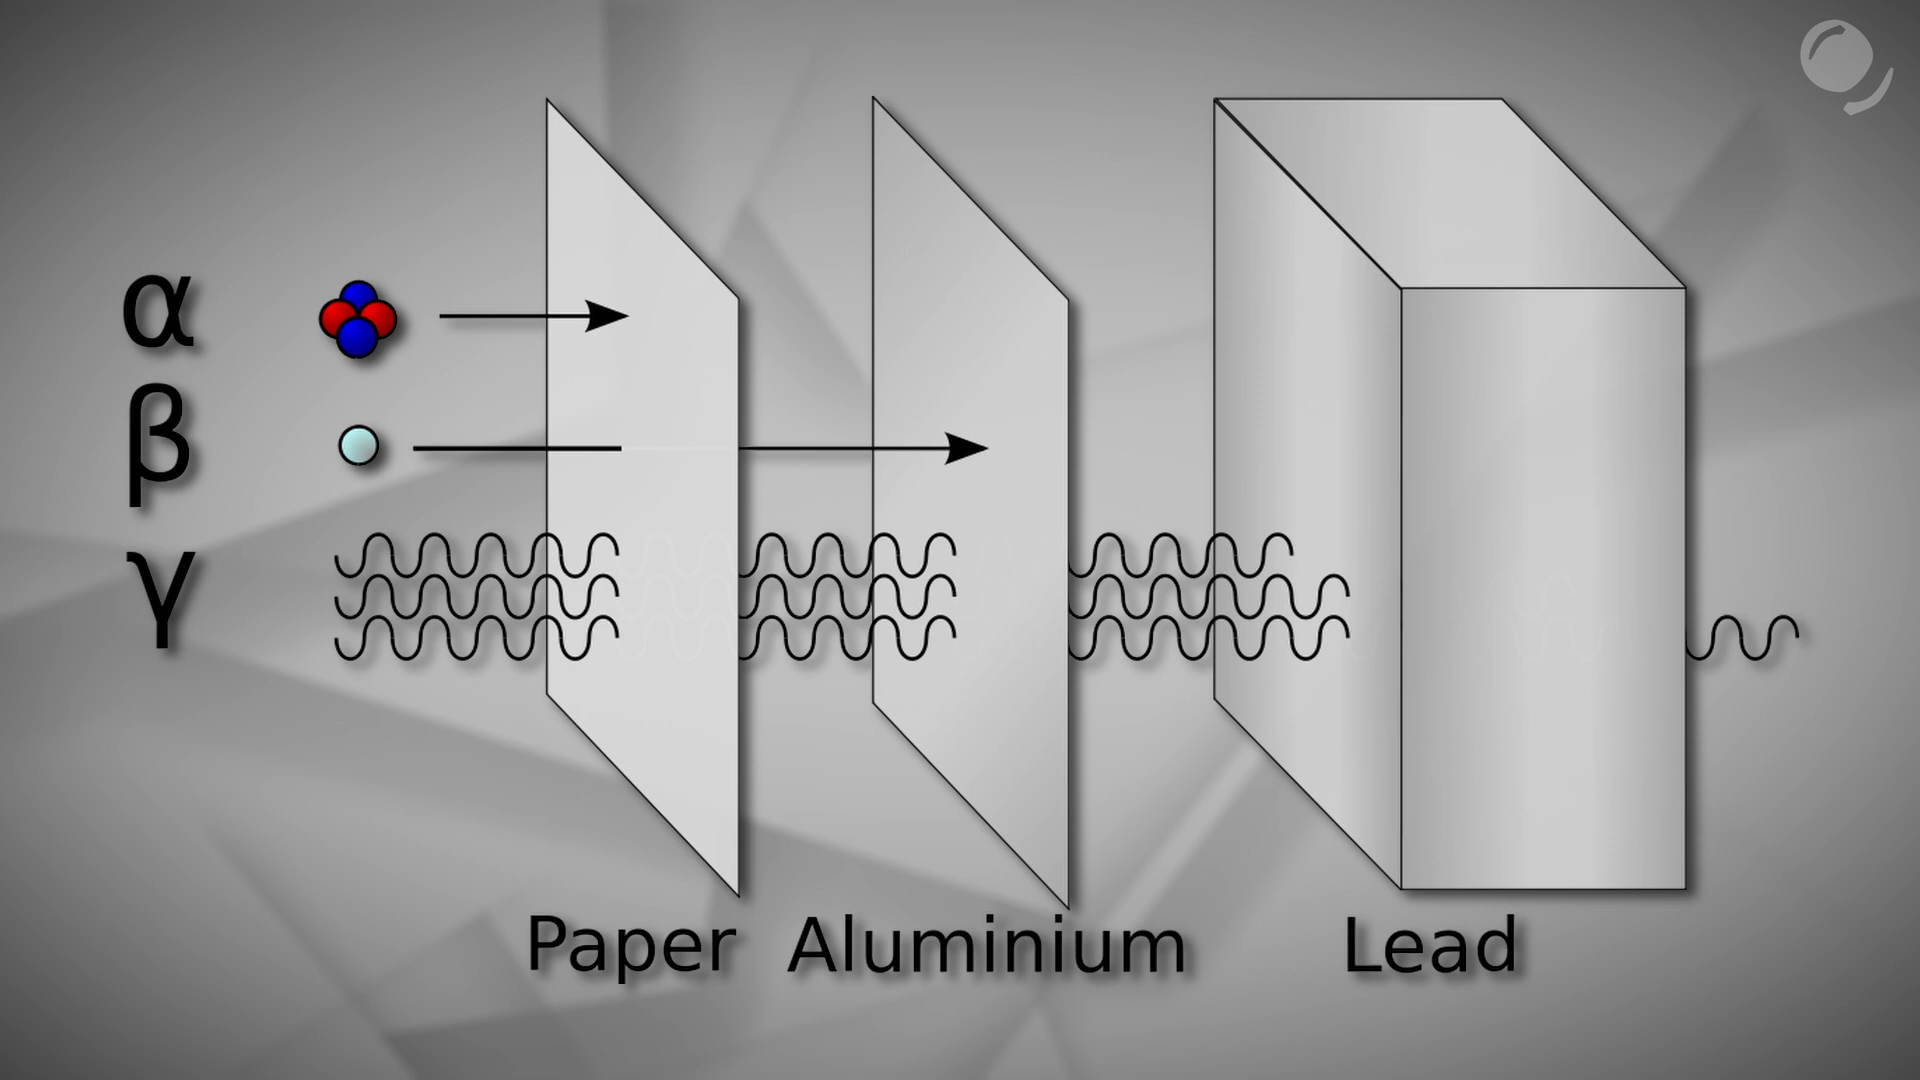 α
β
γ
Paper Aluminium Lead